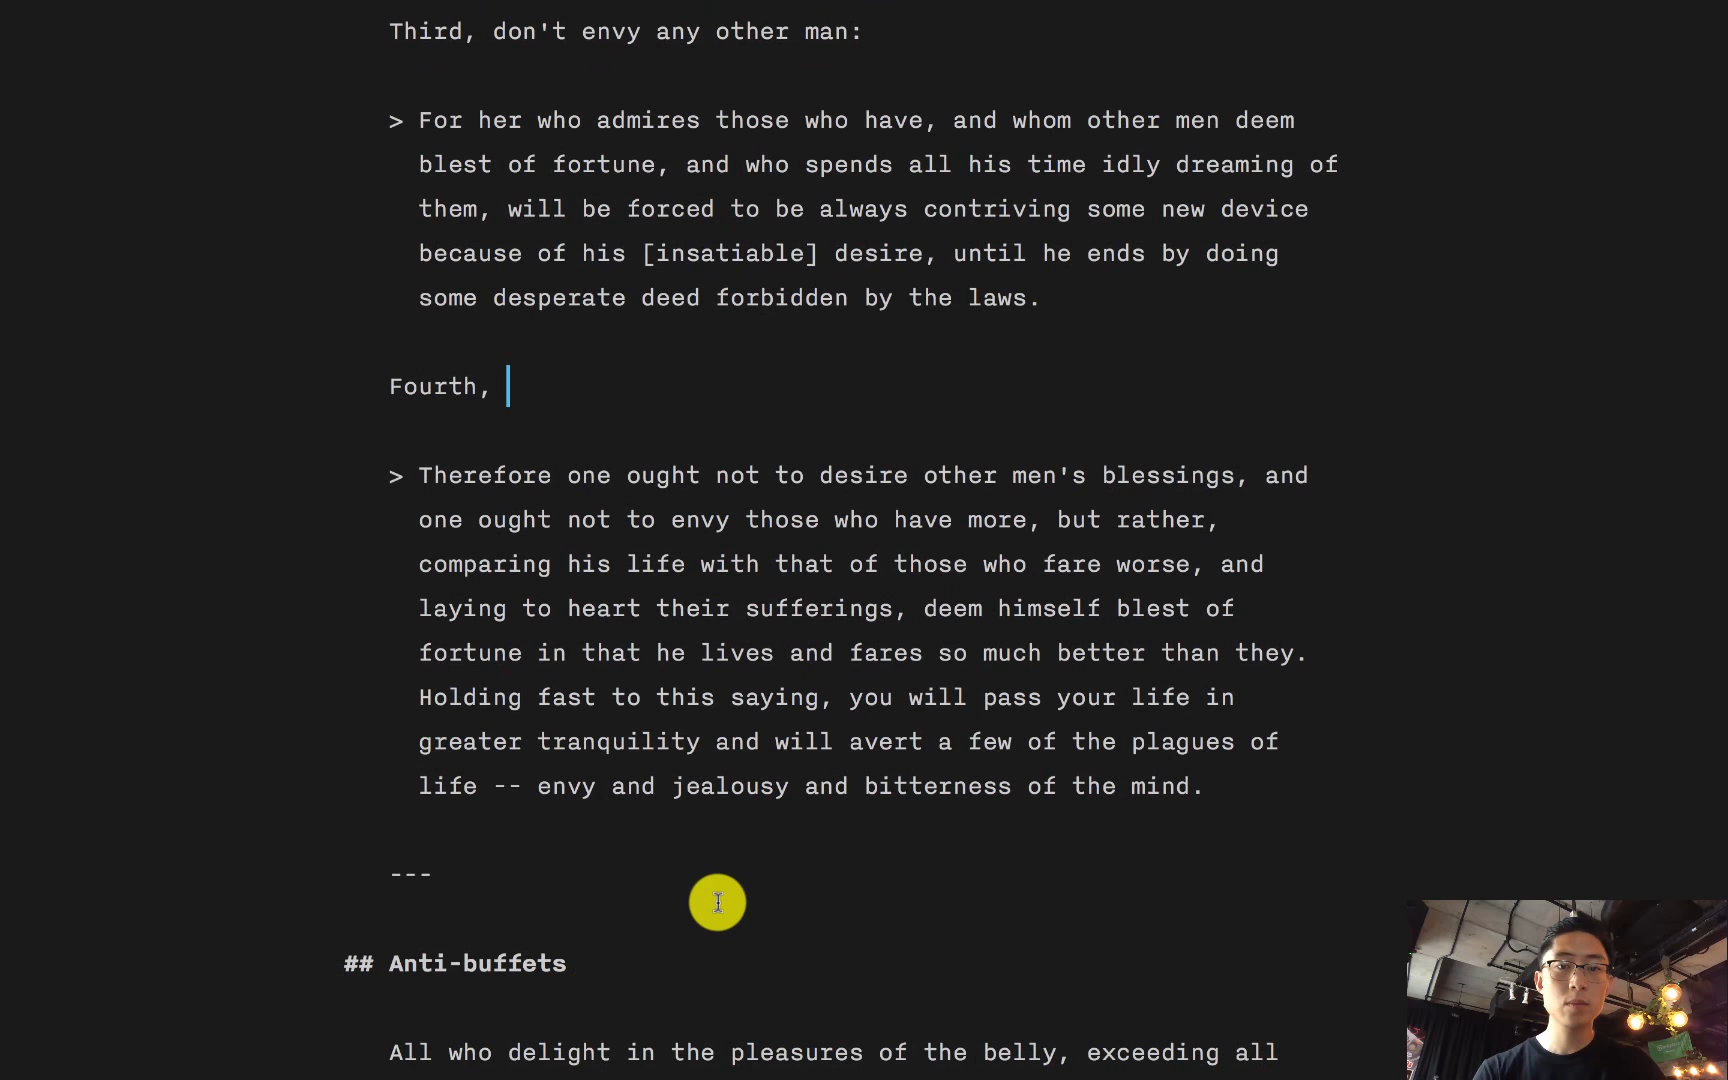 Third, don't envy any other man:
> For her who admires those who have, and whom other men deem
blest of fortune, and who spends all his time idly dreaming of
them, will be forced to be always contriving some new device
because of his [insatiable] desire, until he ends by doing
some desperate deed forbidden by the laws.
Fourth,
> Therefore one ought not to desire other men's blessings, and
one ought not to envy those who have more, but rather,
comparing his life with that of those who fare worse, and
laying to heart their sufferings, deem himself blest of
fortune in that he lives and fares so much better than they.
Holding fast to this saying, you will pass your life in
greater tranquility and will avert a few of the plagues of
life -- envy and jealousy and bitterness of the mind.
---
## Anti-buffets
All who delight in the pleasures of the belly, exceeding all